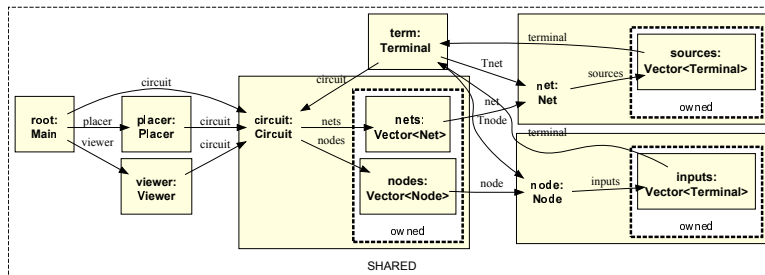 term:
Terminal
terminal
sources:
Vector<Terminal>
owned
Tnet
net:
Net
sources
circuit
circuit
root:
Main
placer
viewer
placer:
Placer
circuit
viewer:
Viewer
circuit
circuit:
Circuit
nets
nodes
nets:
Vector<Net>
nodes:
Vector<Node>
owned
net
Tnode
terminal
node
node:
Node
inputs
inputs:
Vector<Terminal>
owned
SHARED